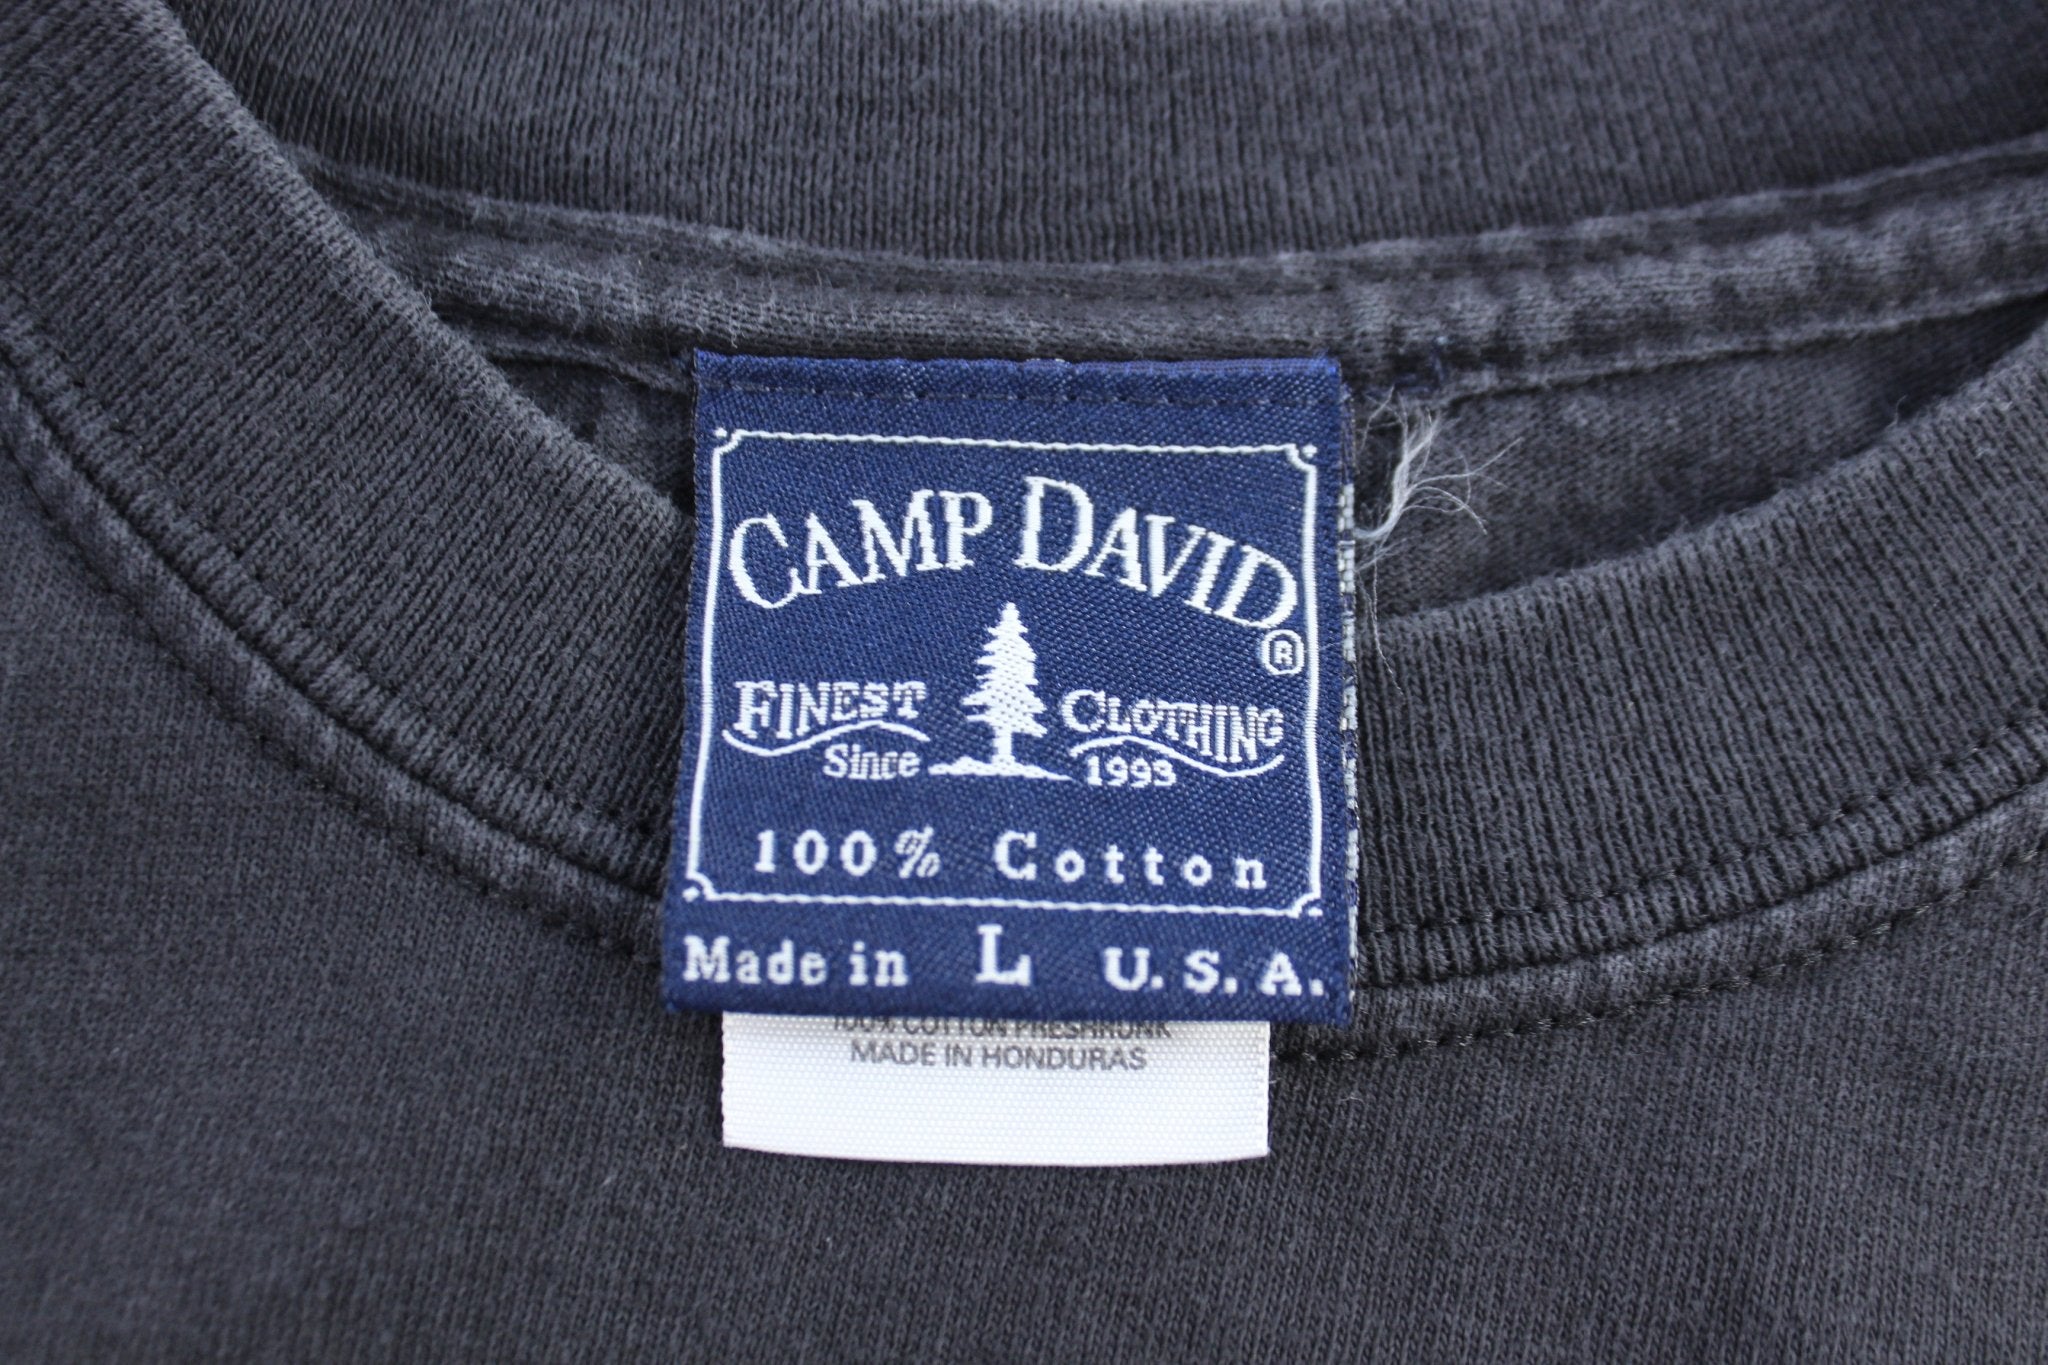 CAMP DAVID®
FINEST CLOTHING
Since 1993
100% Cotton
Made in L U.S.A.
100% COTTON PRESHRUNK
MADE IN HONDURAS